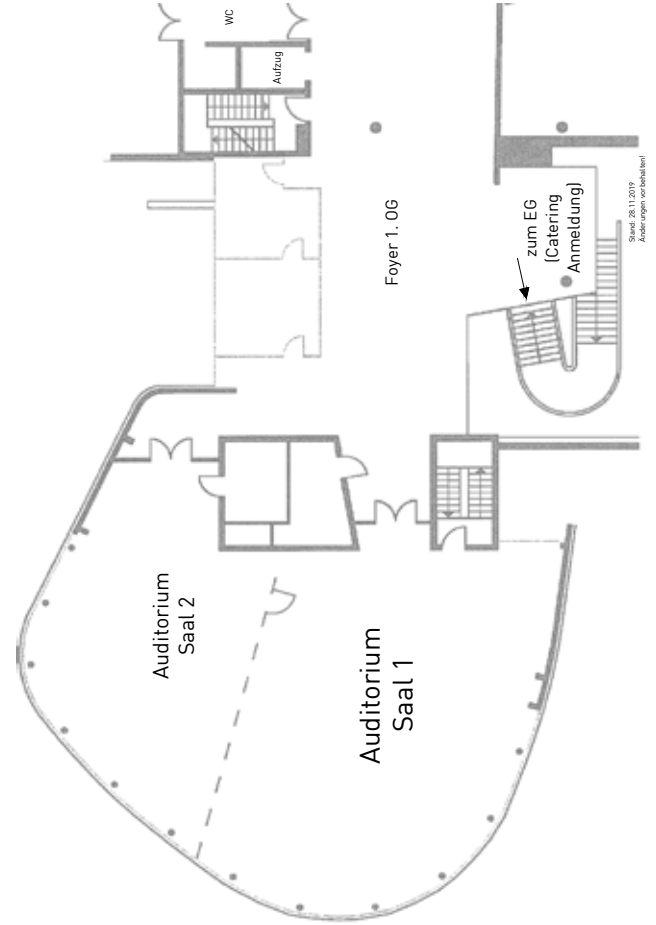 WC
Aufzug
Foyer 1. OG
zum EG
(Catering
Anmeldung)
Stand: 28.11.2019
Änderungen vorbehalten!
Auditorium
Saal 2
Auditorium
Saal 1